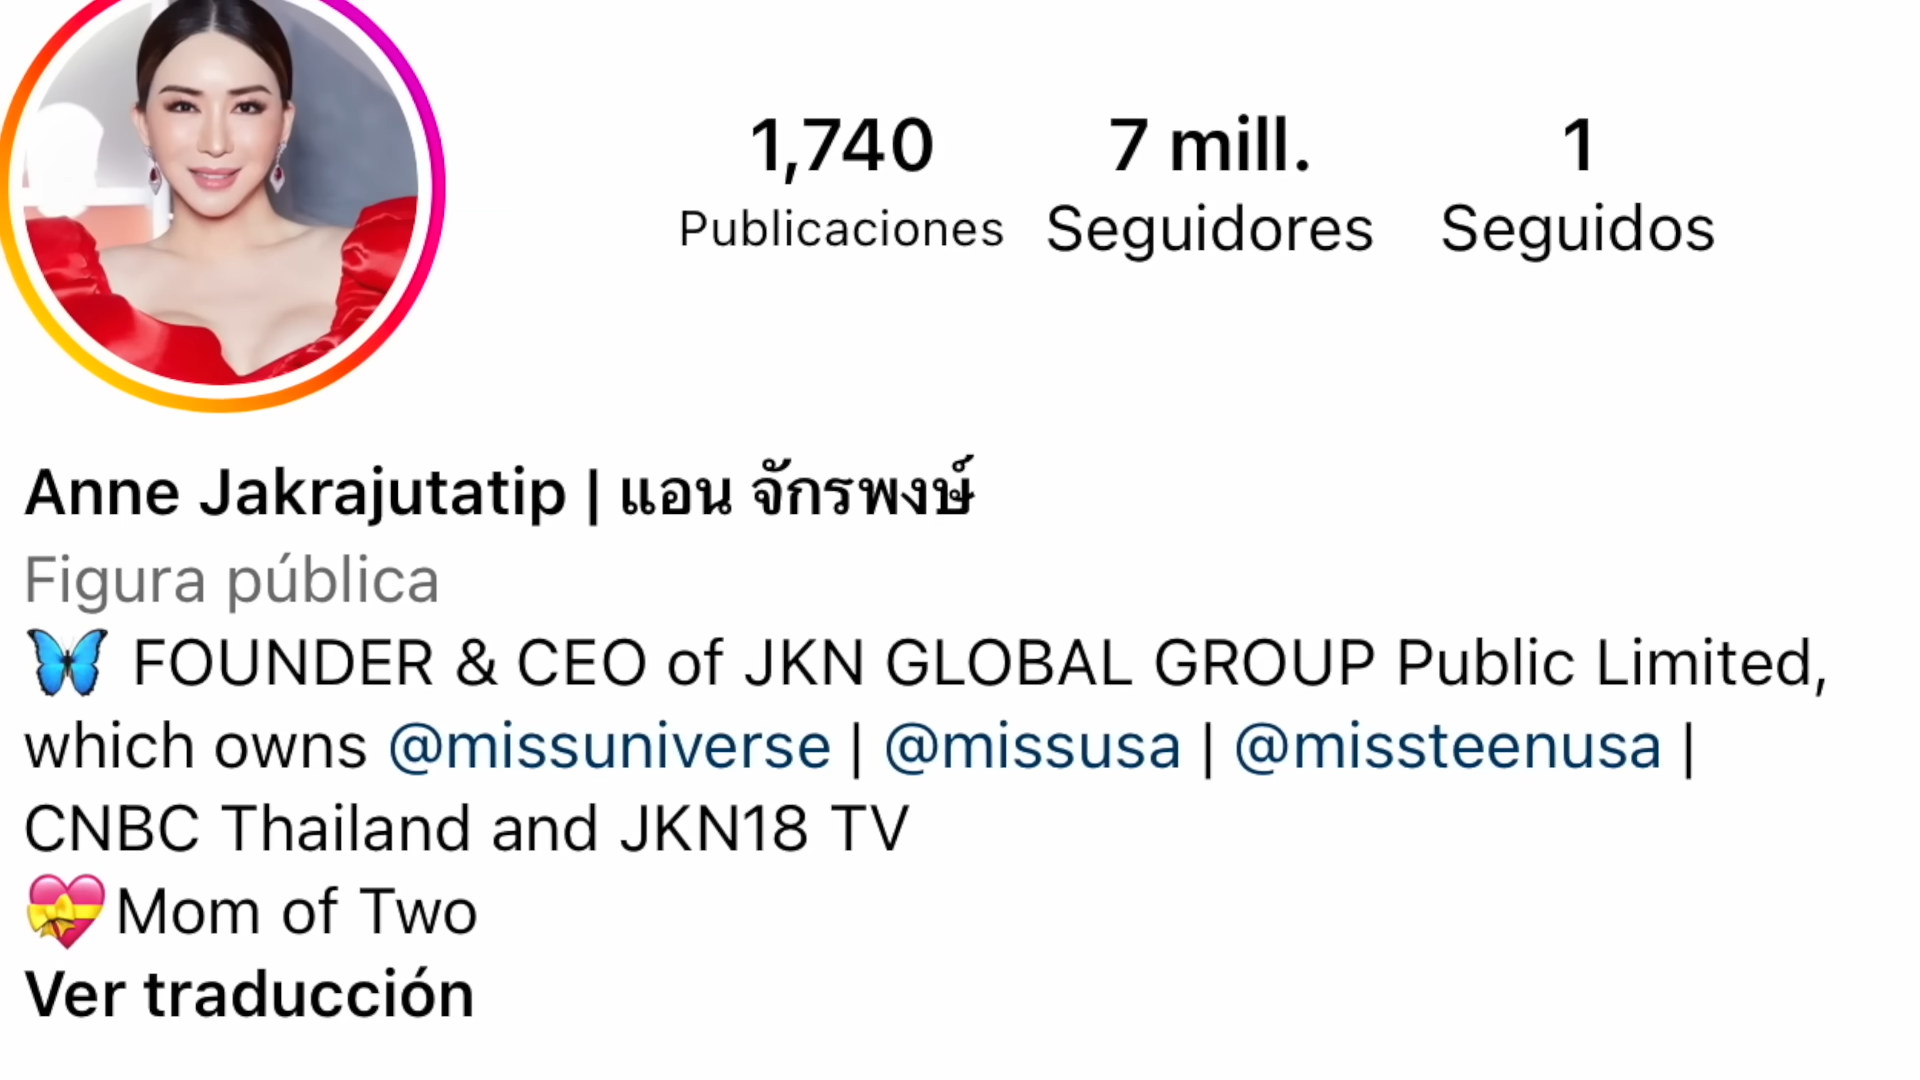 1,740 7 mill. 1
Publicaciones Seguidores Seguidos
Anne Jakrajutatip | แอน จักรพงษ์
Figura pública
🦋 FOUNDER & CEO of JKN GLOBAL GROUP Public Limited,
which owns @missuniverse | @missusa | @missteenusa |
CNBC Thailand and JKN18 TV
💝Mom of Two
Ver traducción